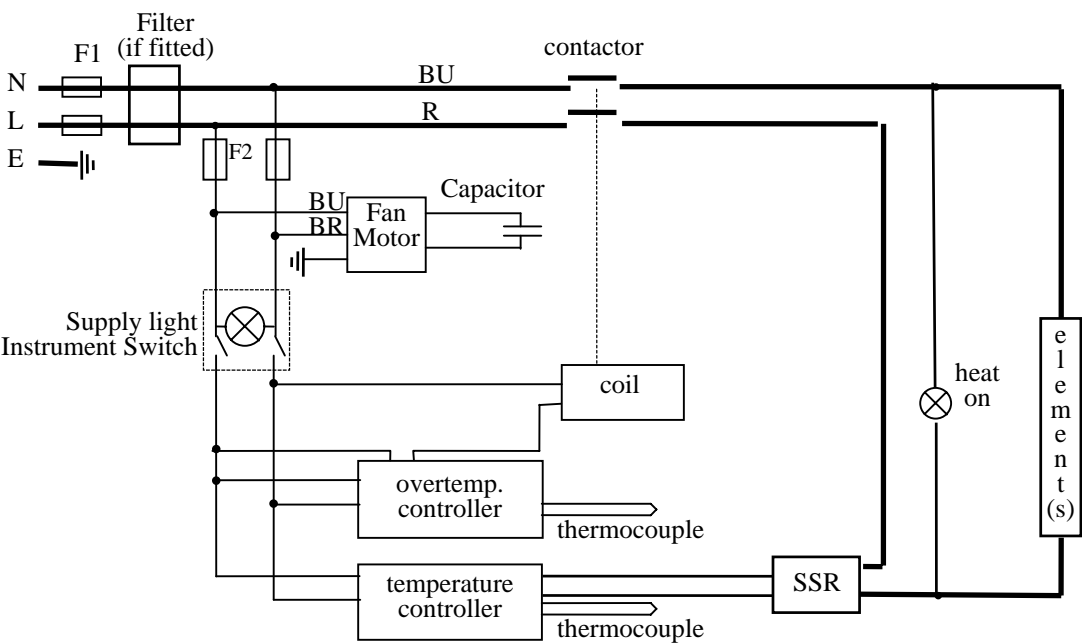 Filter
(if fitted)
F1
contactor
N
BU
L
R
E
F2
BU
Capacitor
BR
Fan
Motor
Supply light
Instrument Switch
coil
heat
on
e
l
e
m
e
n
t
(s)
overtemp.
controller
thermocouple
temperature
controller
SSR
thermocouple